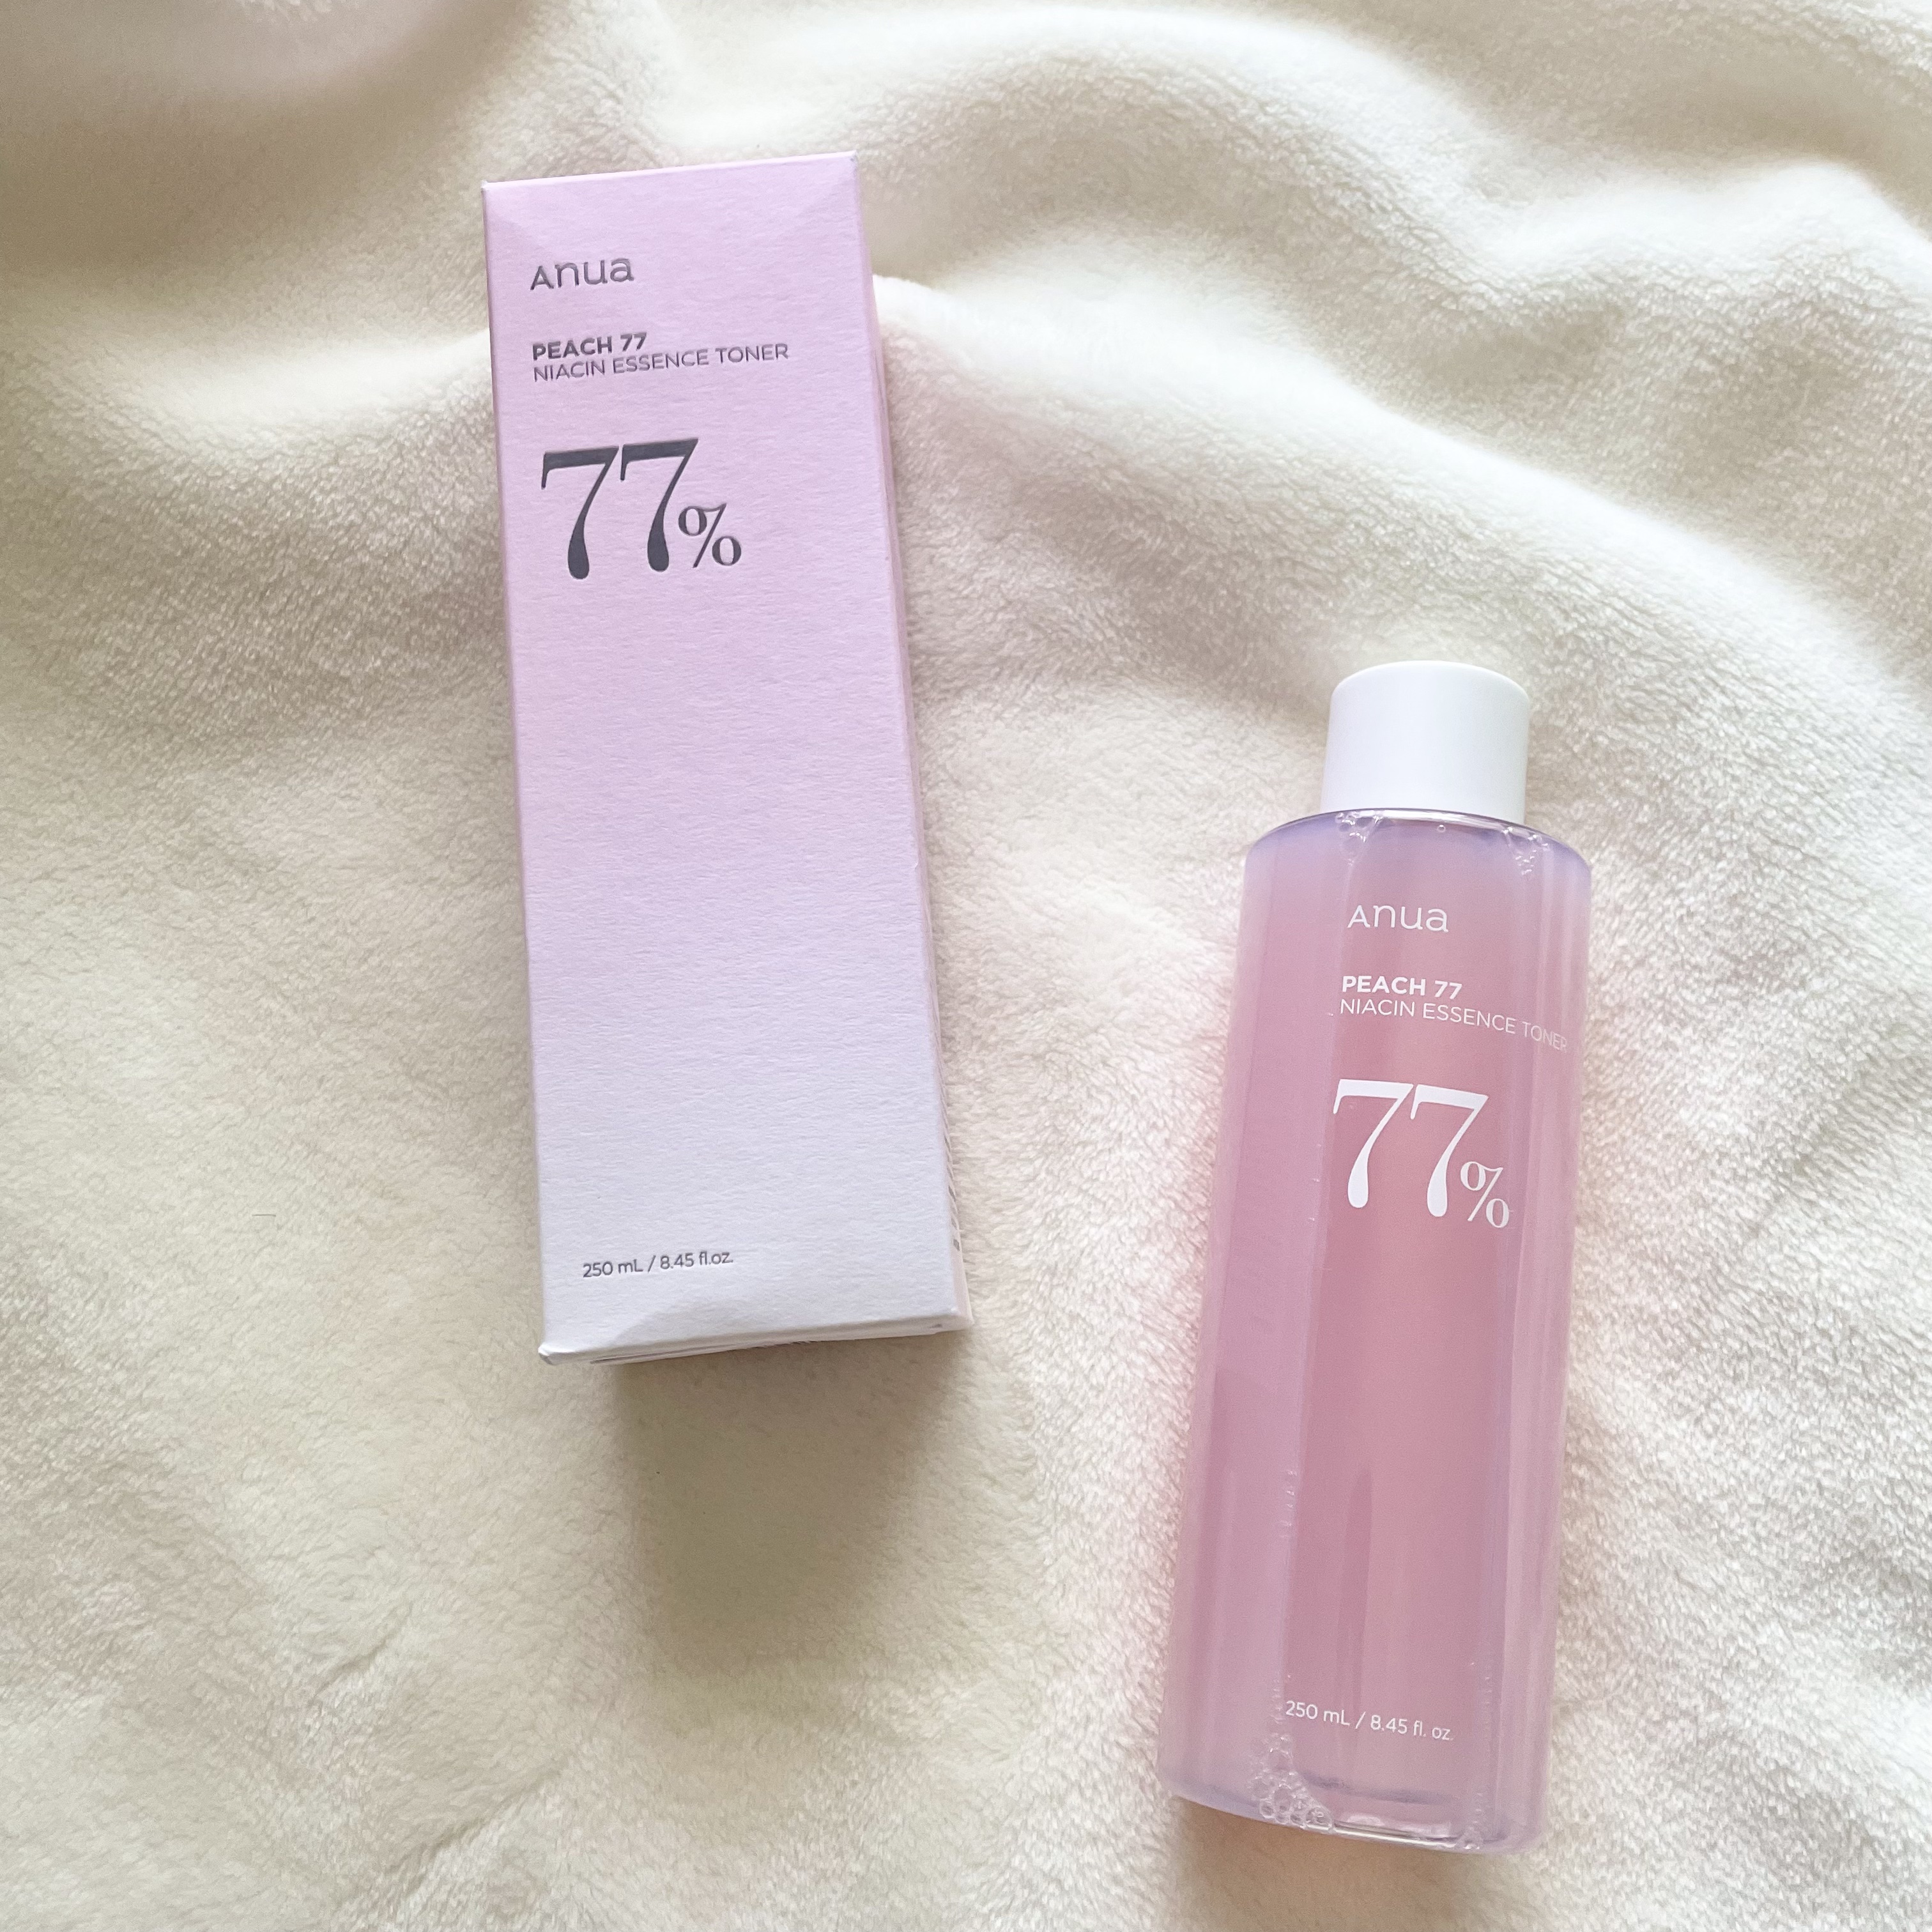 Anua
PEACH 77
NIACIN ESSENCE TONER
77%
250 mL / 8.45 fl.oz.
Anua
PEACH 77
NIACIN ESSENCE TONER
77%
250 mL / 8.45 fl. oz.